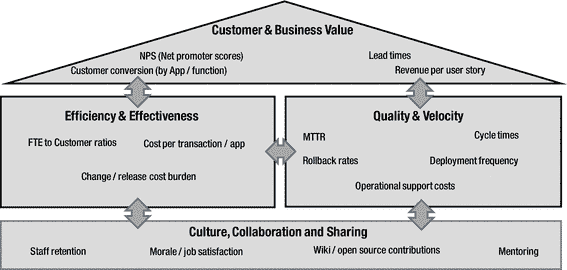 Customer & Business Value
NPS (Net promoter scores)
Lead times
Customer conversion (by App / function)
Revenue per user story
Efficiency & Effectiveness
FTE to Customer ratios
Cost per transaction / app
Change / release cost burden
Quality & Velocity
MTTR
Cycle times
Rollback rates
Deployment frequency
Operational support costs
Culture, Collaboration and Sharing
Staff retention
Morale / job satisfaction
Wiki / open source contributions
Mentoring